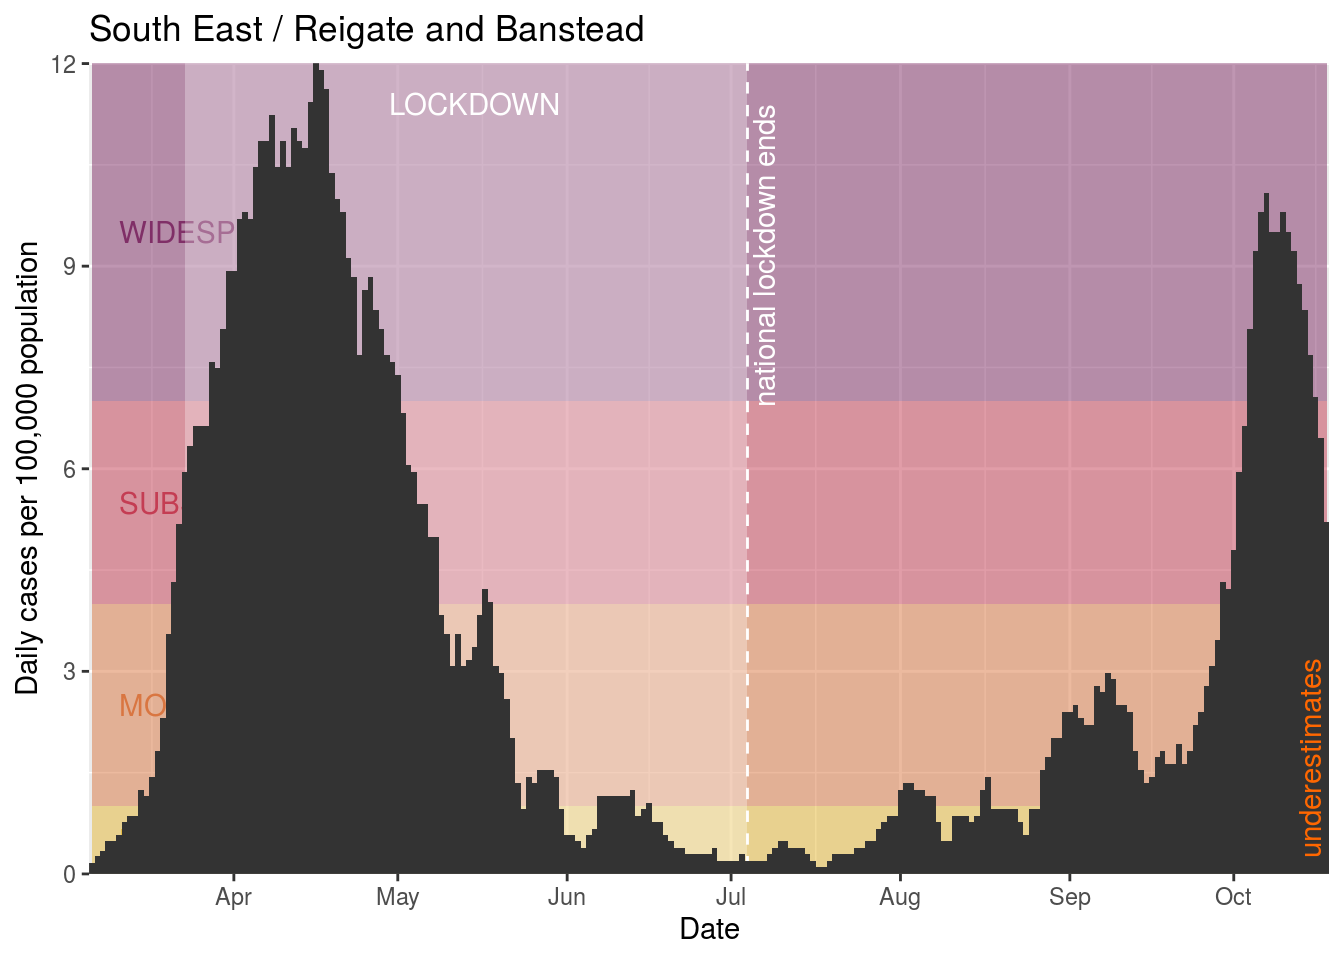 South East / Reigate and Banstead
12
9
6
3
0
Daily cases per 100,000 population
LOCKDOWN
national lockdown ends
WIDESP
SUB
MO
underestimates
Apr May Jun Jul Aug Sep Oct
Date